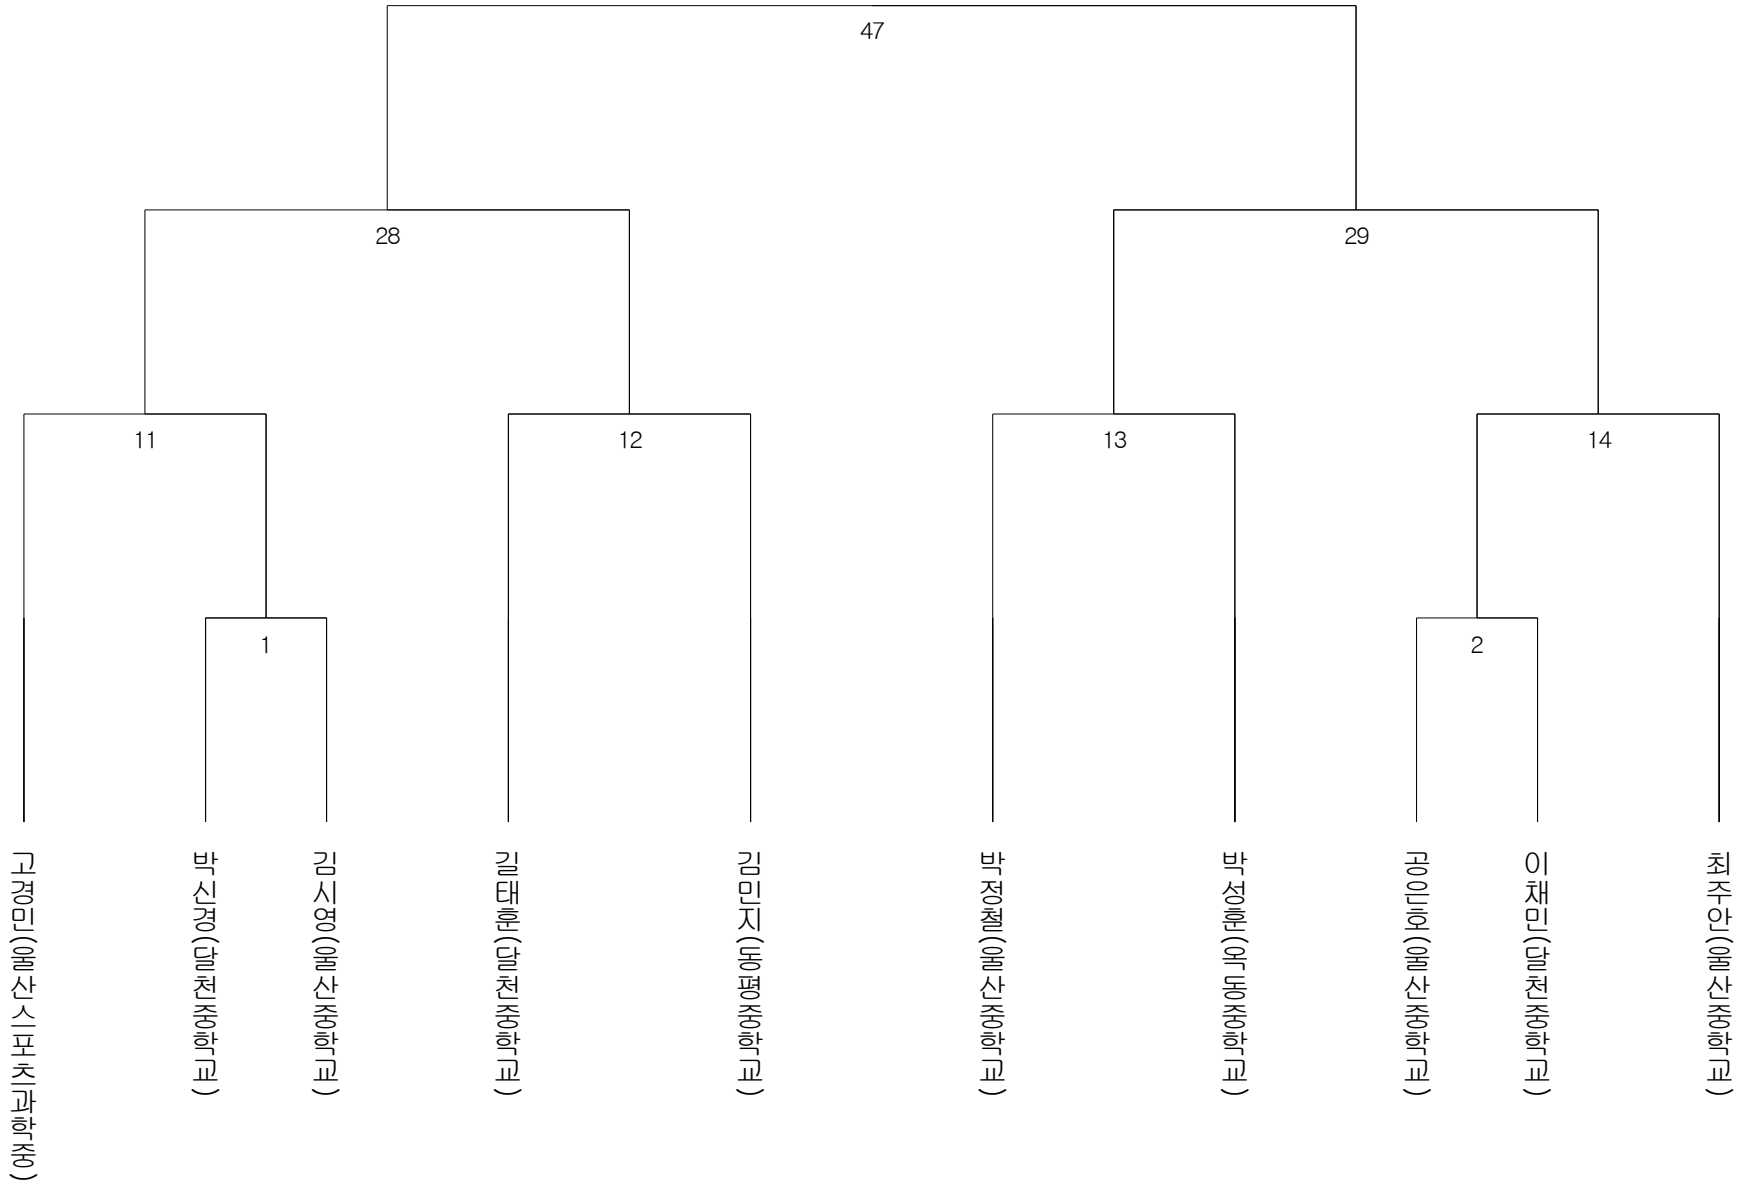 47
28
29
11
12
13
14
1
2
고경민(울산스포츠과학중)
박신경(달천중학교)
김시영(울산중학교)
길태훈(달천중학교)
김민지(동평중학교)
박정철(울산중학교)
박성훈(옥동중학교)
공은호(울산중학교)
이채민(달천중학교)
최주안(울산중학교)